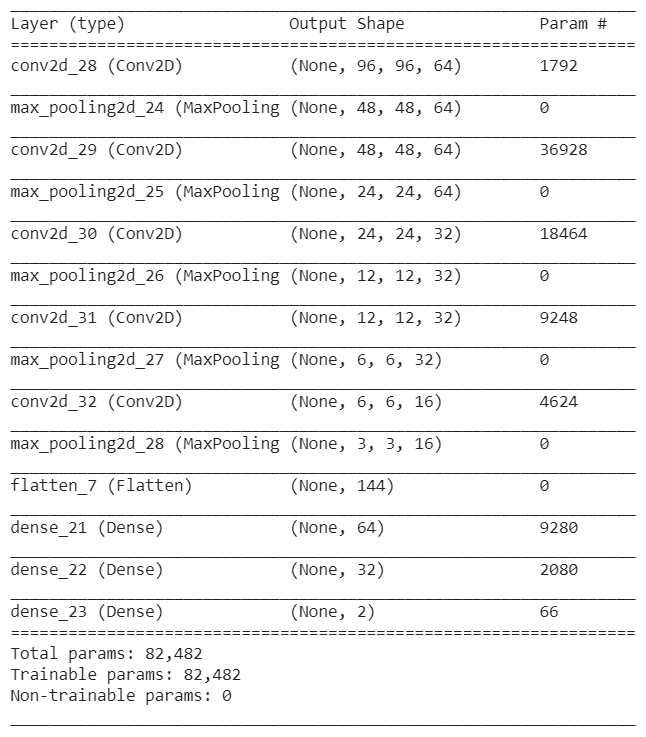 Layer (type) Output Shape Param #
=================================================================
conv2d_28 (Conv2D) (None, 96, 96, 64) 1792
max_pooling2d_24 (MaxPooling (None, 48, 48, 64) 0
conv2d_29 (Conv2D) (None, 48, 48, 64) 36928
max_pooling2d_25 (MaxPooling (None, 24, 24, 64) 0
conv2d_30 (Conv2D) (None, 24, 24, 32) 18464
max_pooling2d_26 (MaxPooling (None, 12, 12, 32) 0
conv2d_31 (Conv2D) (None, 12, 12, 32) 9248
max_pooling2d_27 (MaxPooling (None, 6, 6, 32) 0
conv2d_32 (Conv2D) (None, 6, 6, 16) 4624
max_pooling2d_28 (MaxPooling (None, 3, 3, 16) 0
flatten_7 (Flatten) (None, 144) 0
dense_21 (Dense) (None, 64) 9280
dense_22 (Dense) (None, 32) 2080
dense_23 (Dense) (None, 2) 66
=================================================================
Total params: 82,482
Trainable params: 82,482
Non-trainable params: 0